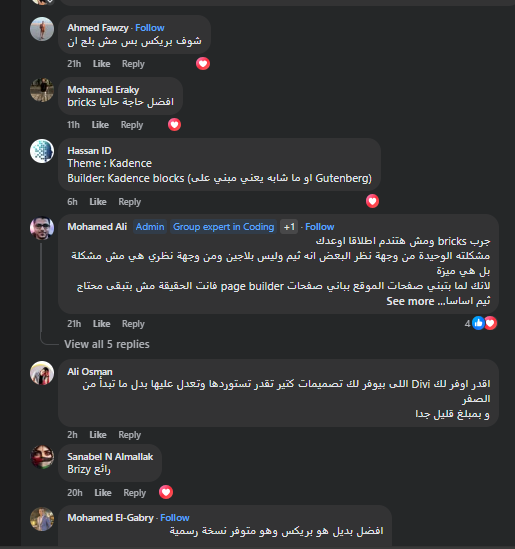 Ahmed Fawzy · Follow
شوف بريكس بس مش بلج ان
21h Like Reply
Mohamed Eraky
افضل حاجة حاليا bricks
11h Like Reply
Hassan ID
Theme : Kadence
Builder: Kadence blocks (او ما شابه يعني مبني على Gutenberg)
6h Like Reply
Mohamed Ali Admin Group expert in Coding +1 · Follow
جرب bricks ومش هتندم اطلاقا اوعدك
مشكلته الوحيدة من وجهة نظر البعض انه ثيم وليس بلاجين ومن وجهة نظري هي مش مشكلة
بل هي ميزة
لانك لما بتبني صفحات الموقع بباني صفحات page builder فانت الحقيقة مش بتبقى محتاج
ثيم اساسا... See more
21h Like Reply 4
View all 5 replies
Ali Osman
اقدر اوفر لك Divi اللى بيوفر لك تصميمات كتير تقدر تستوردها وتعدل عليها بدل ما تبدأ من
الصفر
و بمبلغ قليل جدا
2h Like Reply
Sanabel N Almallak
Brizy رائع
20h Like Reply
Mohamed El-Gabry · Follow
افضل بديل هو بريكس وهو متوفر نسخة رسمية